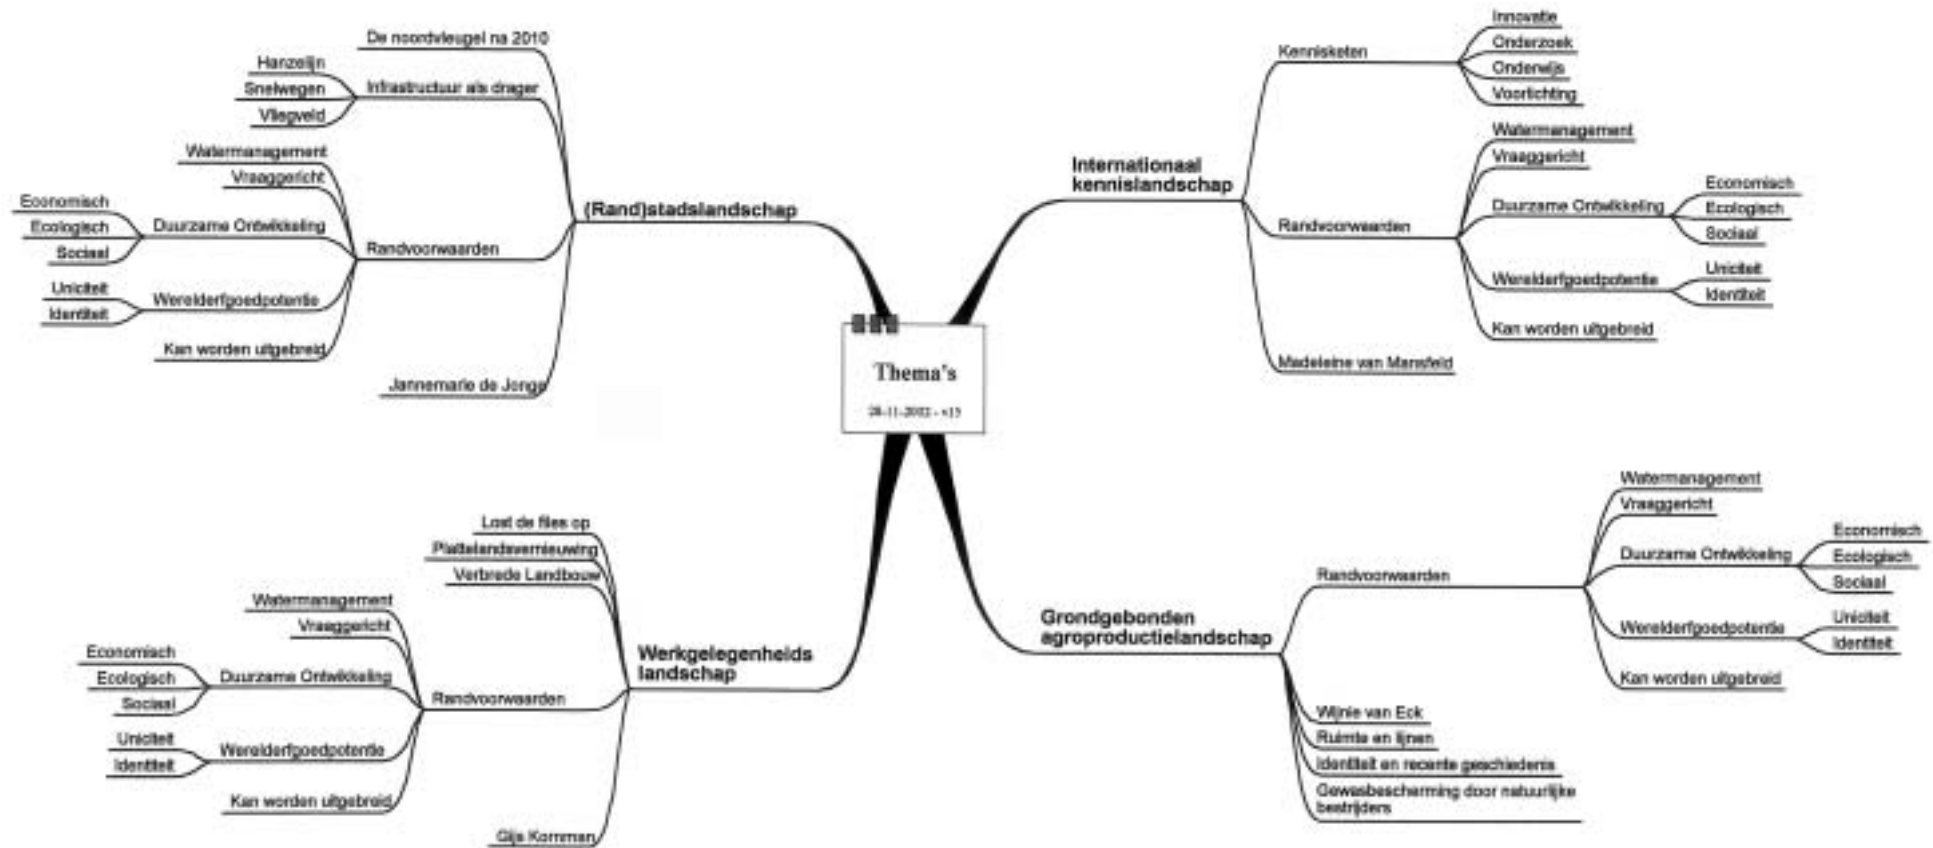 Thema's
(Rand)stadslandschap
De noordvleugel na 2010
Infrastructuur als drager
Hanzelijn
Snelwegen
Vliegveld
Randvoorwaarden
Watermanagement
Vraaggericht
Duurzame Ontwikkeling
Economisch
Ecologisch
Sociaal
Werelderfgoedpotentie
Uniciteit
Identiteit
Kan worden uitgebreid
Jannemarie de Jonge
Internationaal
kennislandschap
Kennisketen
Innovatie
Onderzoek
Onderwijs
Voorlichting
Randvoorwaarden
Watermanagement
Vraaggericht
Duurzame Ontwikkeling
Economisch
Ecologisch
Sociaal
Werelderfgoedpotentie
Uniciteit
Identiteit
Kan worden uitgebreid
Madeleine van Mansfeld
Werkgelegenheids
landschap
Lost de files op
Plattelandsvernieuwing
Verbrede Landbouw
Randvoorwaarden
Watermanagement
Vraaggericht
Duurzame Ontwikkeling
Economisch
Ecologisch
Sociaal
Werelderfgoedpotentie
Uniciteit
Identiteit
Kan worden uitgebreid
Gijs Kornman
Grondgebonden
agroproductielandschap
Randvoorwaarden
Watermanagement
Vraaggericht
Duurzame Ontwikkeling
Economisch
Ecologisch
Sociaal
Werelderfgoedpotentie
Uniciteit
Identiteit
Kan worden uitgebreid
Wijnie van Eck
Ruimte en lijnen
Identiteit en recente geschiedenis
Gewasbescherming door natuurlijke
bestrijders